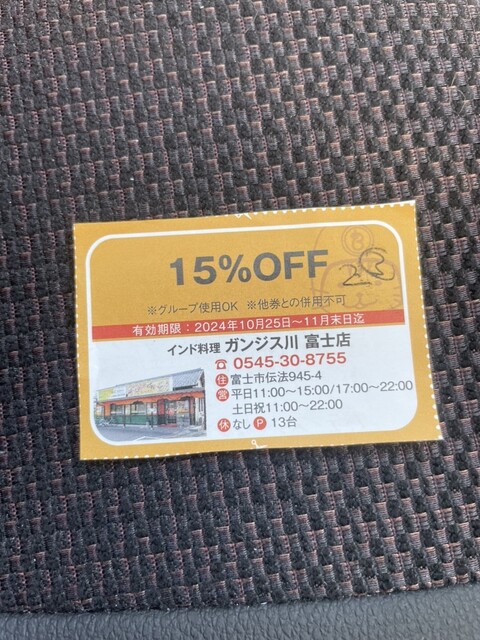 15%OFF
23
※グループ使用OK ※他券との併用不可
有効期限:2024年10月25日~11月末日迄
インド料理 ガンジス川 富士店
☎ 0545-30-8755
住 富士市伝法945-4
営 平日11:00~15:00/17:00~22:00
土日祝11:00~22:00
休 なし P 13台